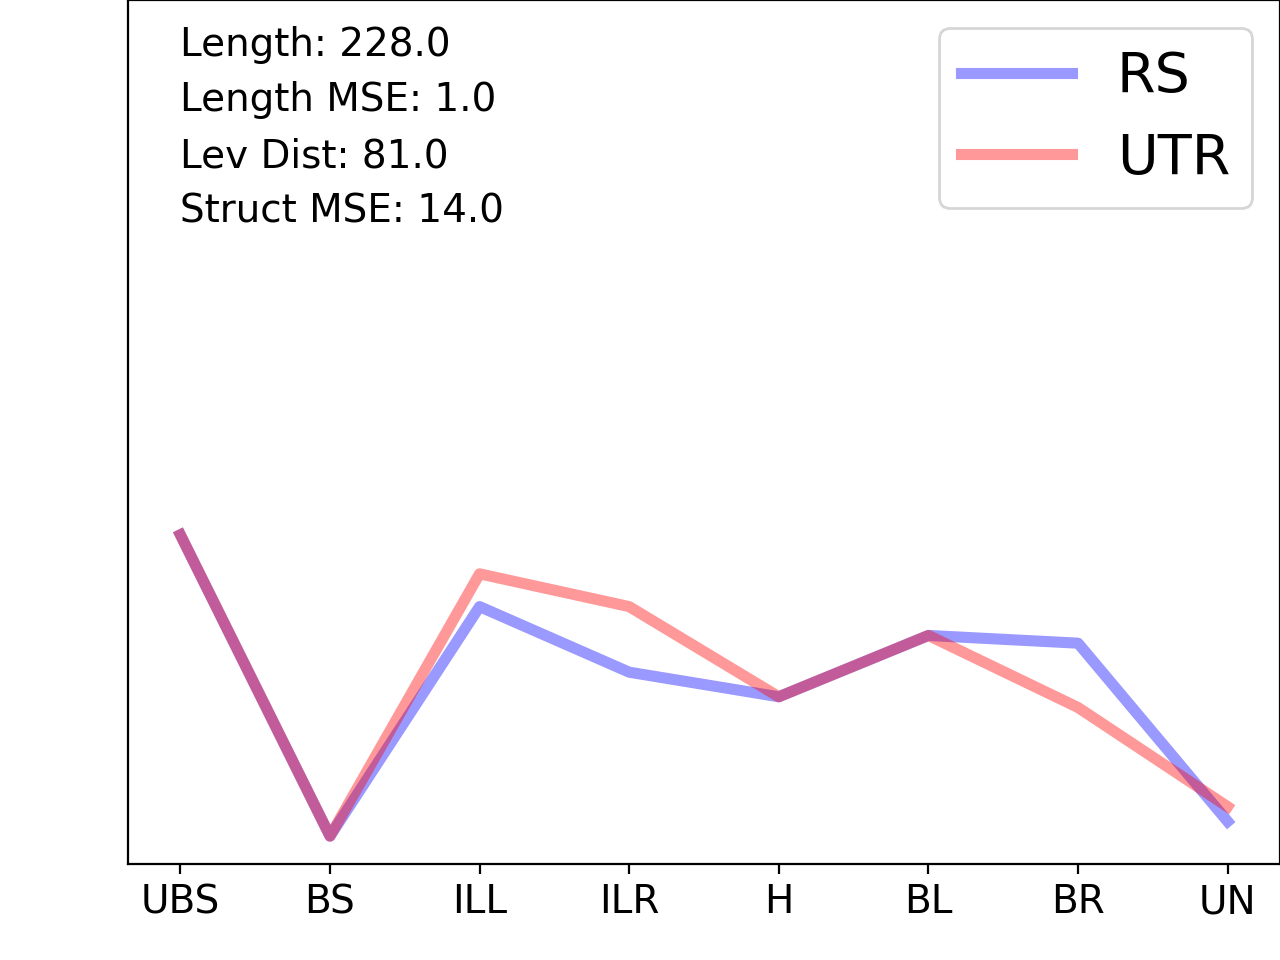 Length: 228.0
Length MSE: 1.0
Lev Dist: 81.0
Struct MSE: 14.0
RS
UTR
UBS BS ILL ILR H BL BR UN